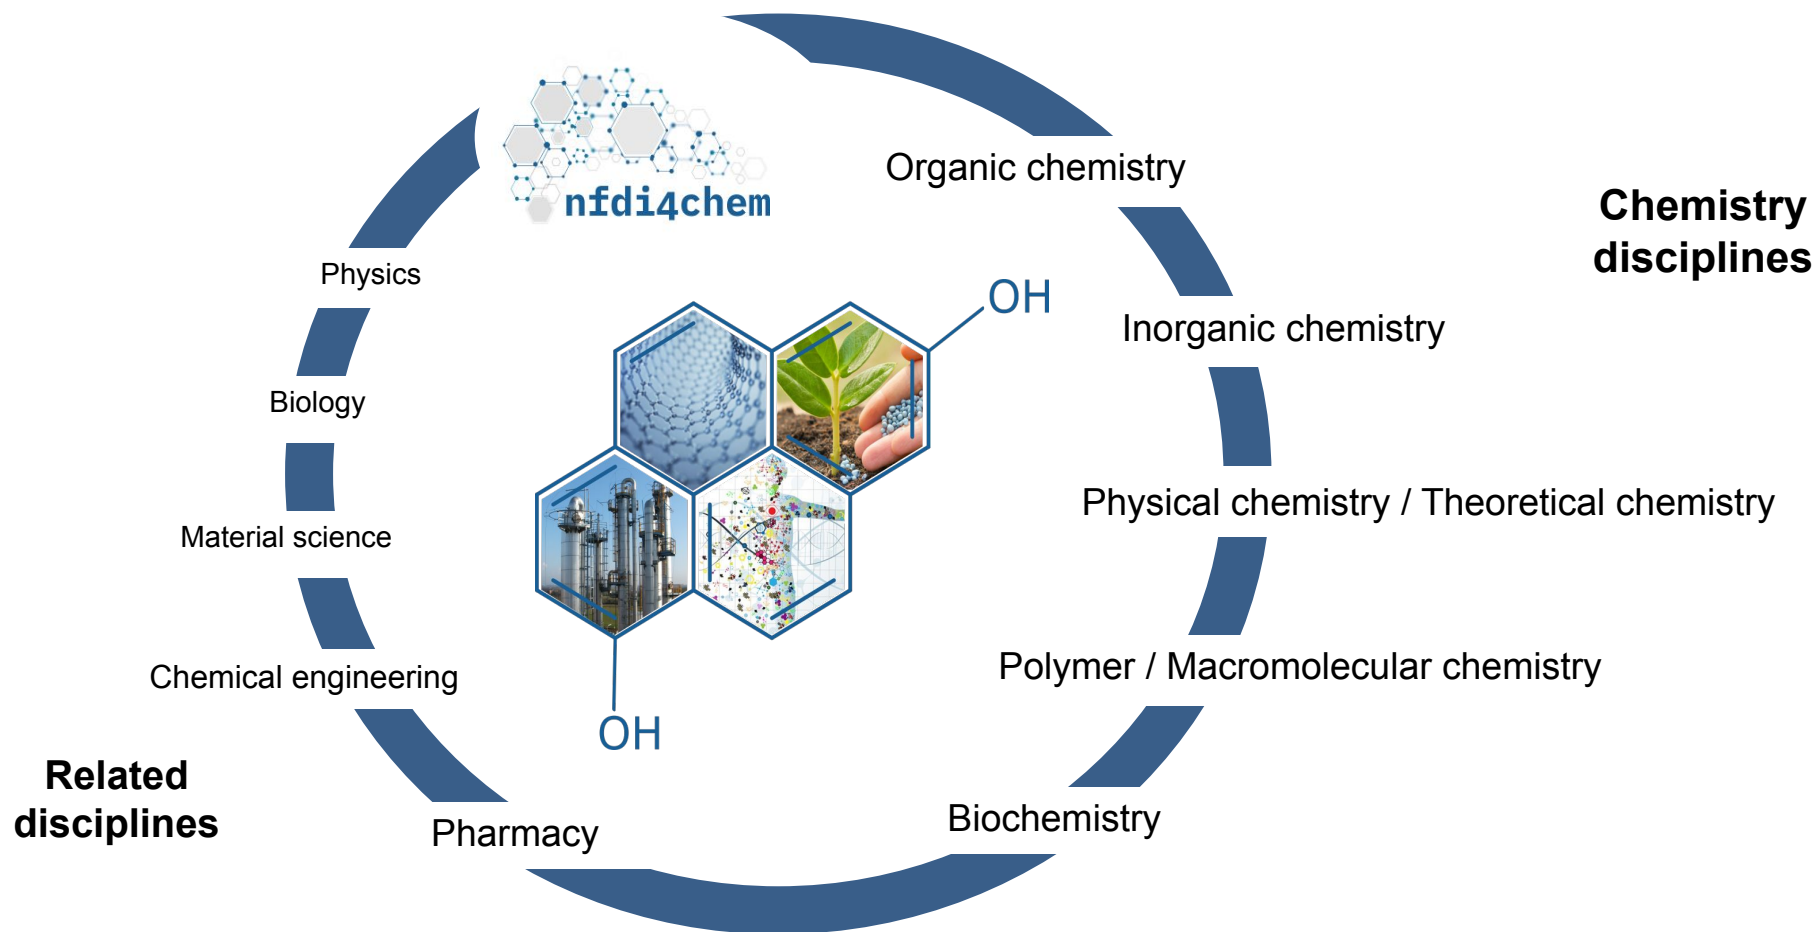 nfdi4chem
Organic chemistry
Chemistry
disciplines
Physics
OH
Inorganic chemistry
Biology
Physical chemistry / Theoretical chemistry
Material science
Polymer / Macromolecular chemistry
Chemical engineering
OH
Related
disciplines
Biochemistry
Pharmacy